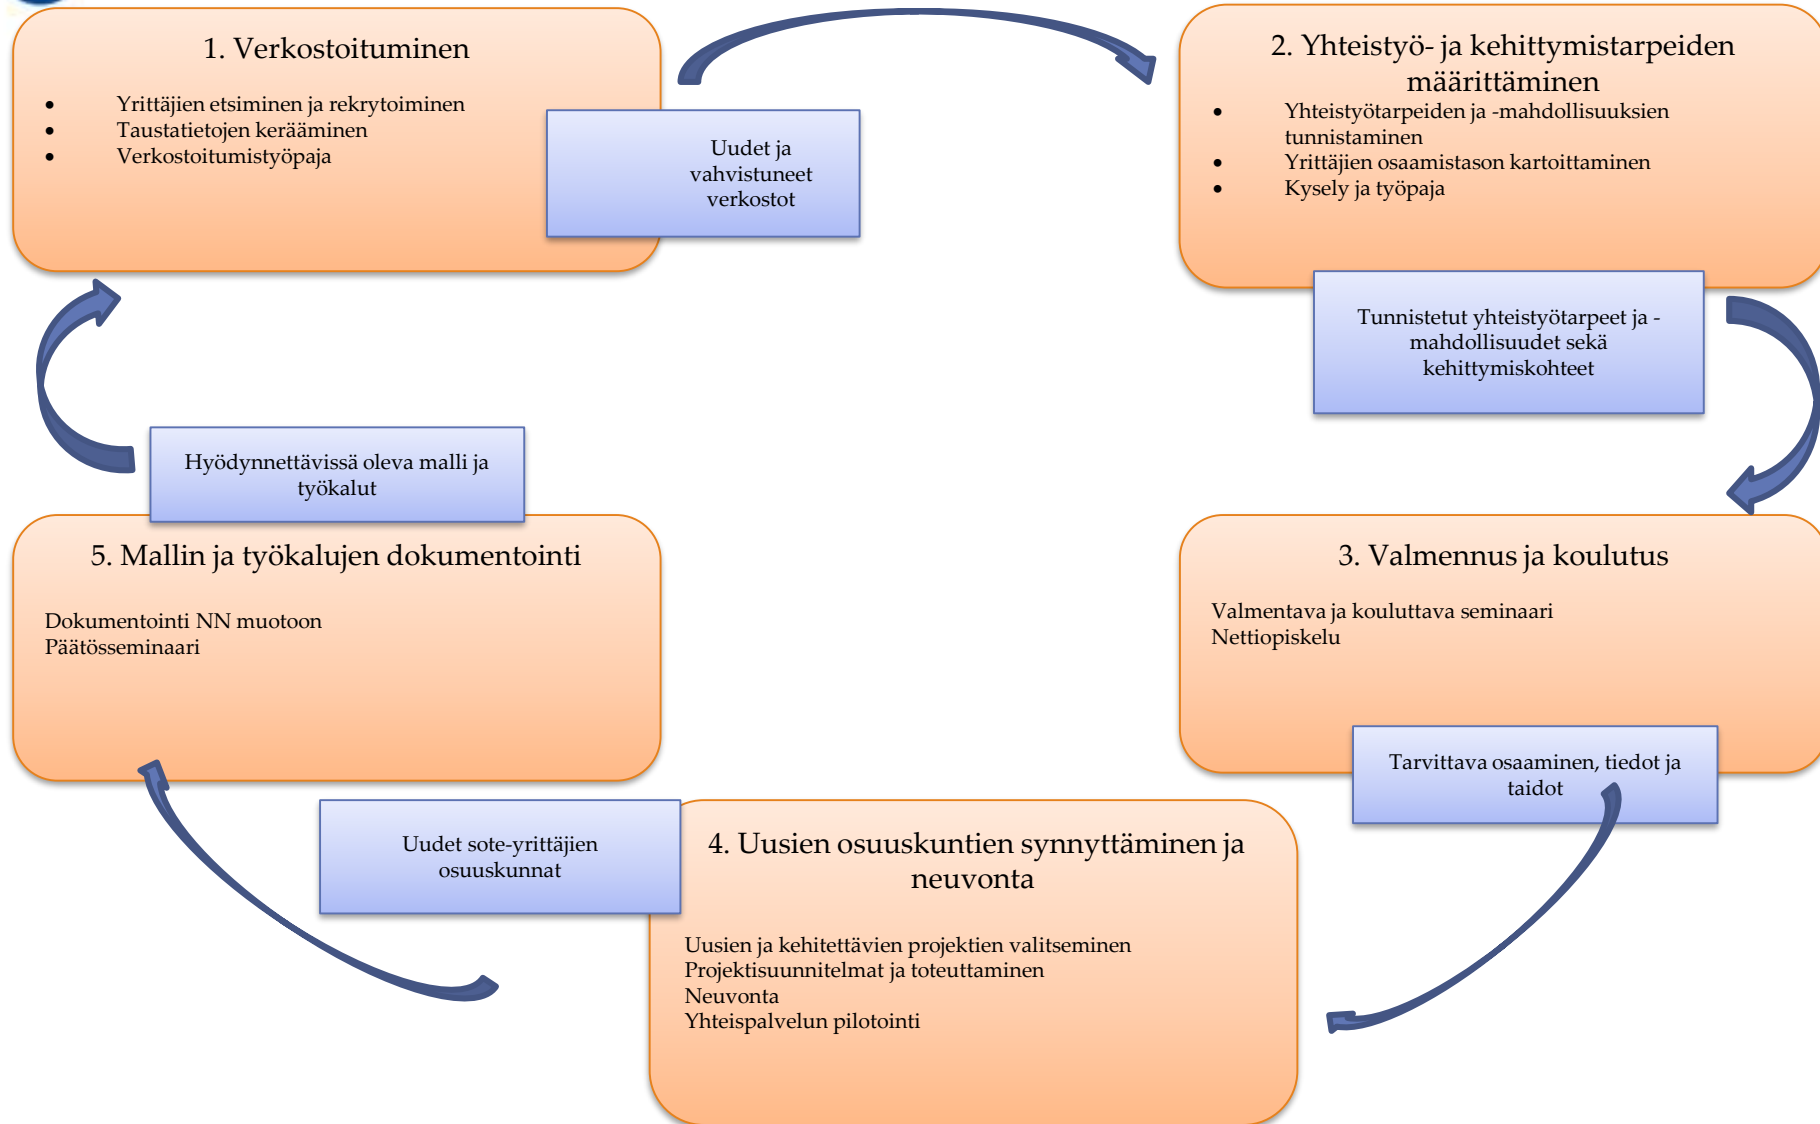 1. Verkostoituminen
• Yrittäjien etsiminen ja rekrytoiminen
• Taustatietojen kerääminen
• Verkostoitumistyöpaja
Uudet ja
vahvistuneet
verkostot
2. Yhteistyö- ja kehittymistarpeiden
määrittäminen
• Yhteistyötarpeiden ja -mahdollisuuksien
tunnistaminen
• Yrittäjien osaamistason kartoittaminen
• Kysely ja työpaja
Tunnistetut yhteistyötarpeet ja -
mahdollisuudet sekä
kehittymiskohteet
3. Valmennus ja koulutus
Valmentava ja kouluttava seminaari
Nettiopiskelu
Tarvittava osaaminen, tiedot ja
taidot
4. Uusien osuuskuntien synnyttäminen ja
neuvonta
Uusien ja kehitettävien projektien valitseminen
Projektisuunnitelmat ja toteuttaminen
Neuvonta
Yhteispalvelun pilotointi
Uudet sote-yrittäjien
osuuskunnat
5. Mallin ja työkalujen dokumentointi
Dokumentointi NN muotoon
Päätösseminaari
Hyödynnettävissä oleva malli ja
työkalut